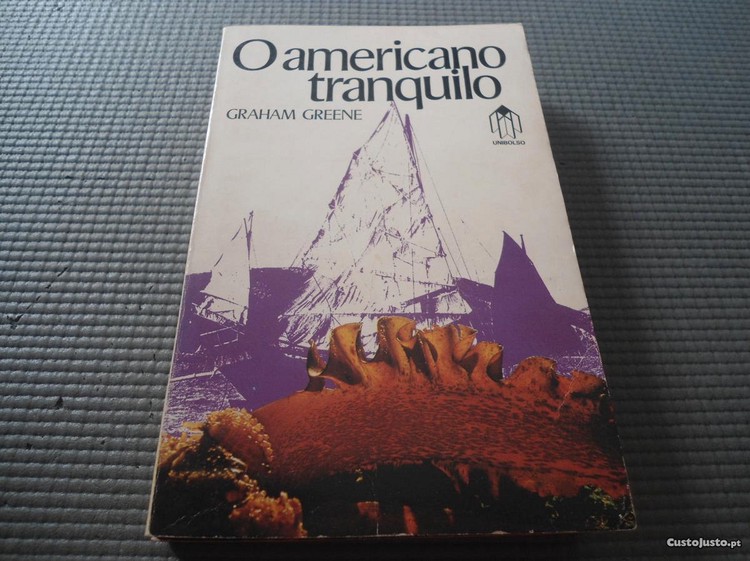 O americano
tranquilo
GRAHAM GREENE
UNIBOLSO
CustoJusto.pt